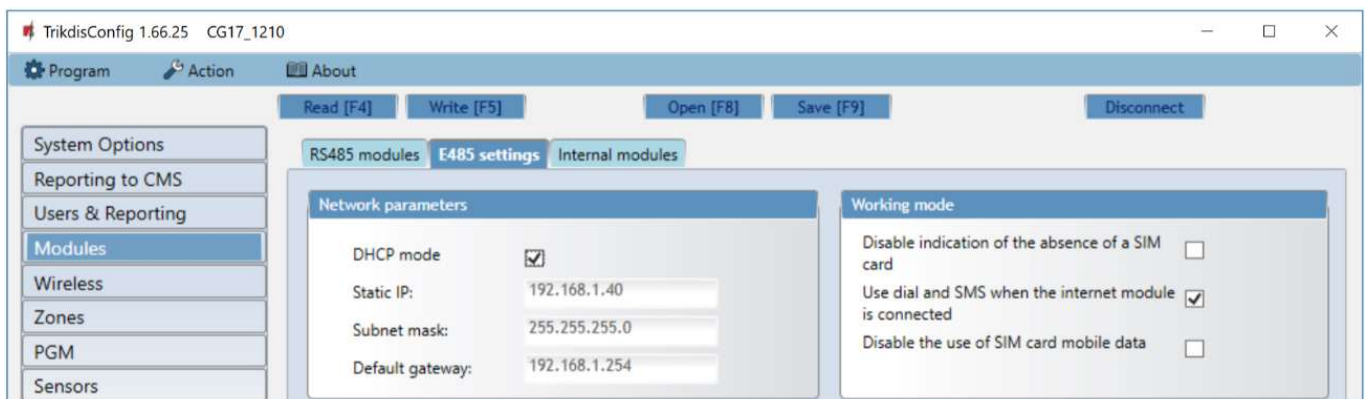 TrikdisConfig 1.66.25 CG17_1210
Program Action About
Read [F4] Write [F5] Open [F8] Save [F9] Disconnect
System Options
Reporting to CMS
Users & Reporting
Modules
Wireless
Zones
PGM
Sensors
RS485 modules E485 settings Internal modules
Network parameters
DHCP mode
Static IP: 192.168.1.40
Subnet mask: 255.255.255.0
Default gateway: 192.168.1.254
Working mode
Disable indication of the absence of a SIM
card
Use dial and SMS when the internet module
is connected
Disable the use of SIM card mobile data